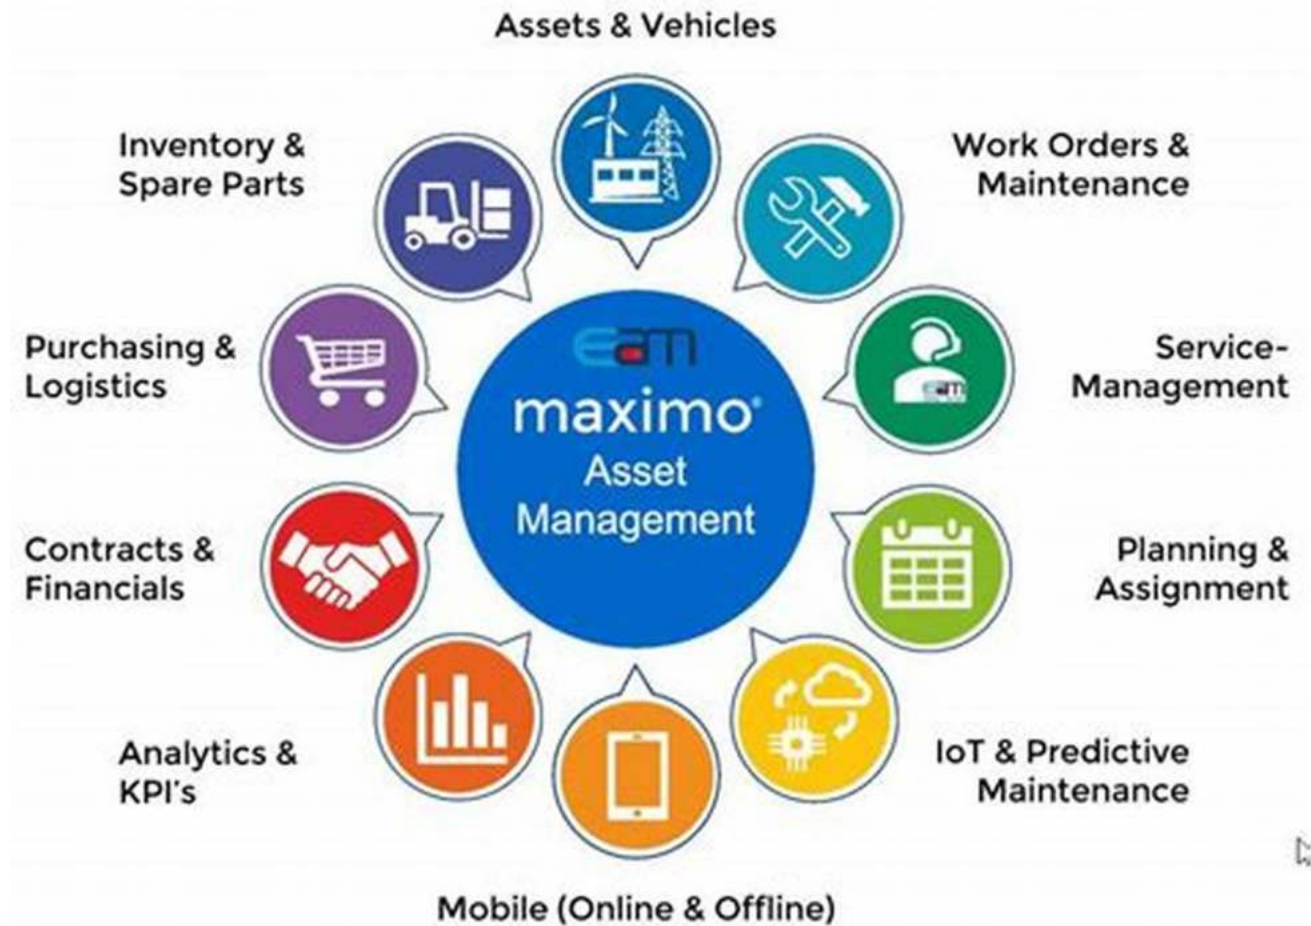 Assets & Vehicles
Work Orders &
Maintenance
Service-
Management
Planning &
Assignment
IoT & Predictive
Maintenance
Mobile (Online & Offline)
Analytics &
KPI's
Contracts &
Financials
Purchasing &
Logistics
Inventory &
Spare Parts
eam
maximo®
Asset
Management
eam